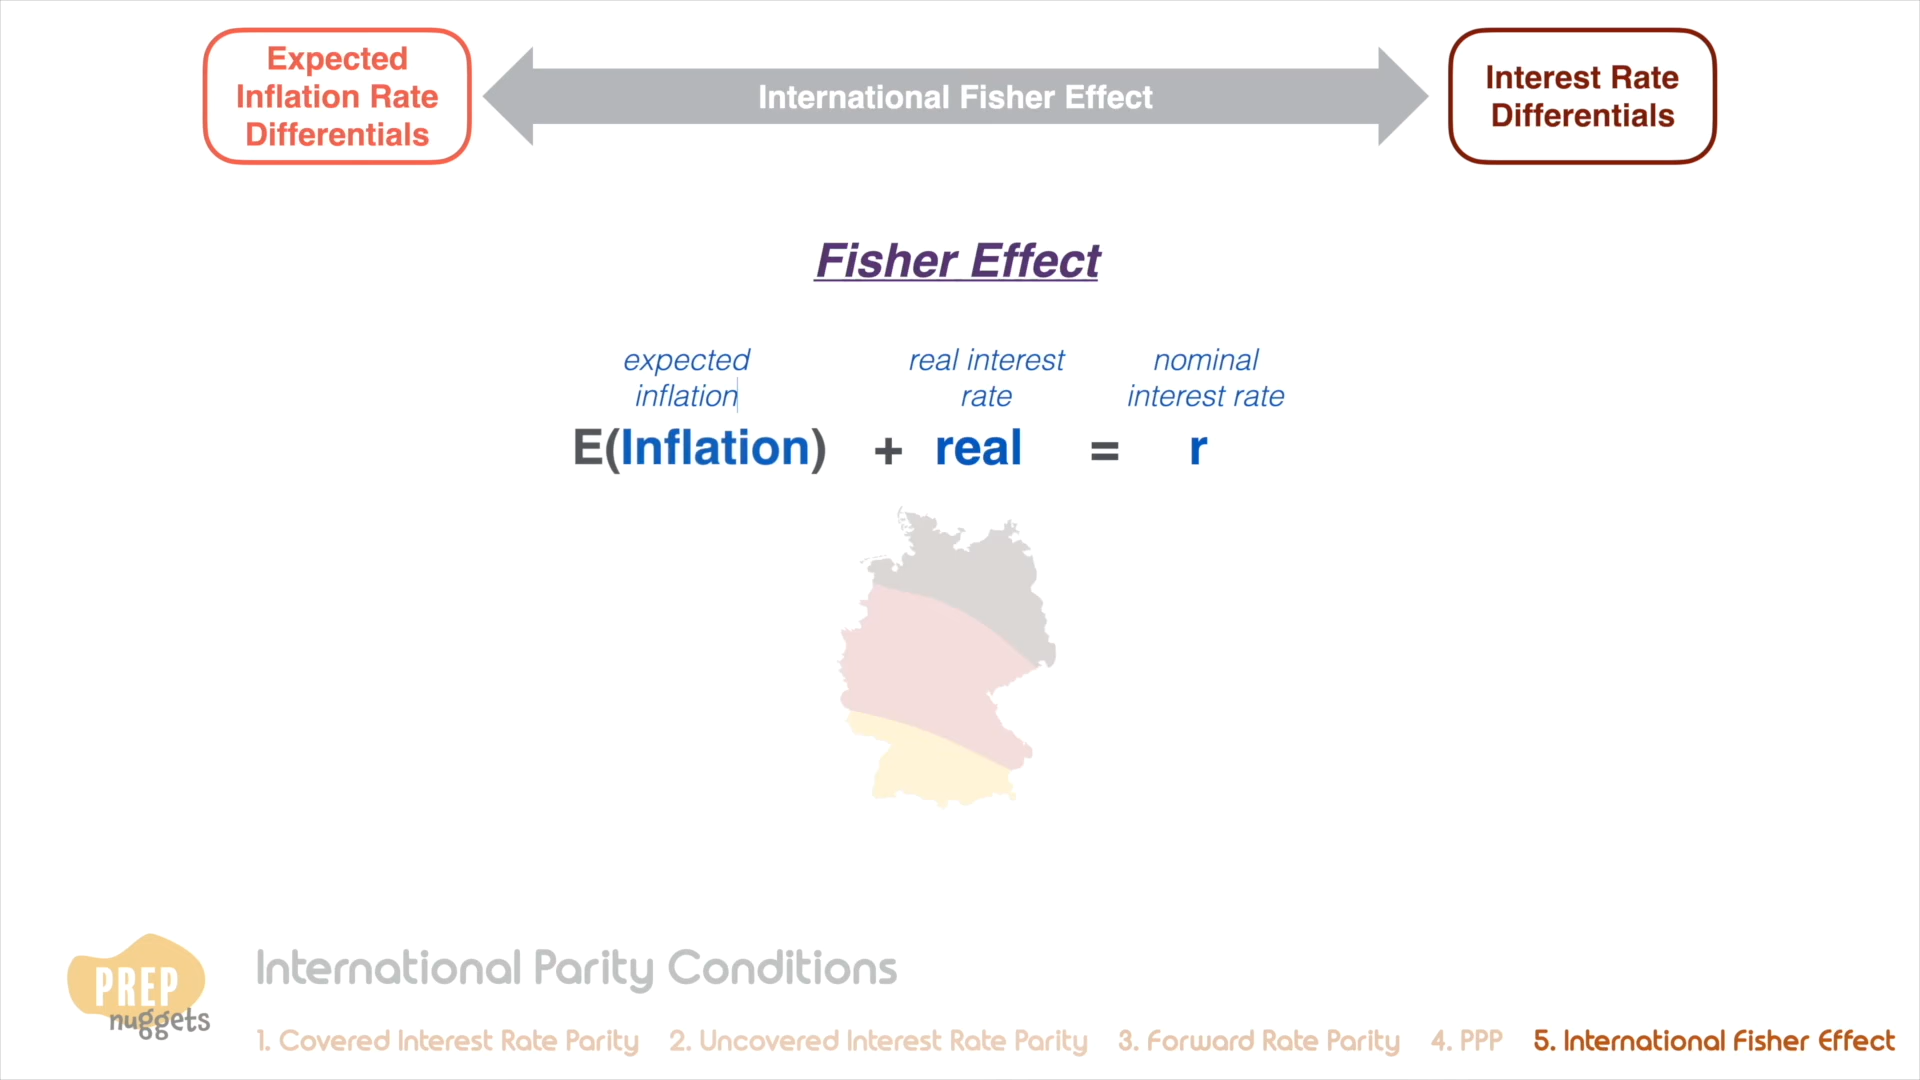 Expected
Inflation Rate
Differentials
International Fisher Effect
Interest Rate
Differentials
Fisher Effect
expected
inflation
real interest
rate
nominal
interest rate
E(Inflation) + real = r
PREP
nuggets
International Parity Conditions
1. Covered Interest Rate Parity 2. Uncovered Interest Rate Parity 3. Forward Rate Parity 4. PPP 5. International Fisher Effect